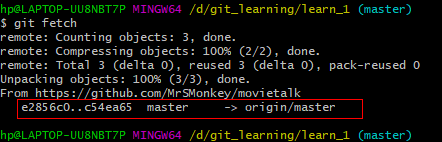 hp@LAPTOP-UU8NBT7P MINGW64 /d/git_learning/learn_1 (master)
$ git fetch
remote: Counting objects: 3, done.
remote: Compressing objects: 100% (2/2), done.
remote: Total 3 (delta 0), reused 3 (delta 0), pack-reused 0
Unpacking objects: 100% (3/3), done.
From https://github.com/MrSMonkey/movietalk
   e2856c0..c54ea65  master     -> origin/master
hp@LAPTOP-UU8NBT7P MINGW64 /d/git_learning/learn_1 (master)